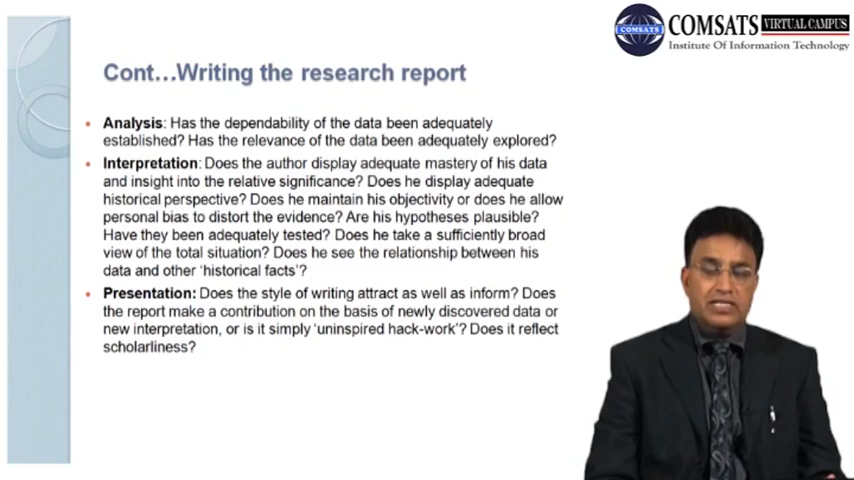 COMSATS VIRTUAL CAMPUS
COMSATS
Institute Of Information Technology
Cont…Writing the research report
• Analysis: Has the dependability of the data been adequately
established? Has the relevance of the data been adequately explored?
• Interpretation: Does the author display adequate mastery of his data
and insight into the relative significance? Does he display adequate
historical perspective? Does he maintain his objectivity or does he allow
personal bias to distort the evidence? Are his hypotheses plausible?
Have they been adequately tested? Does he take a sufficiently broad
view of the total situation? Does he see the relationship between his
data and other ‘historical facts’?
• Presentation: Does the style of writing attract as well as inform? Does
the report make a contribution on the basis of newly discovered data or
new interpretation, or is it simply ‘uninspired hack-work’? Does it reflect
scholarliness?